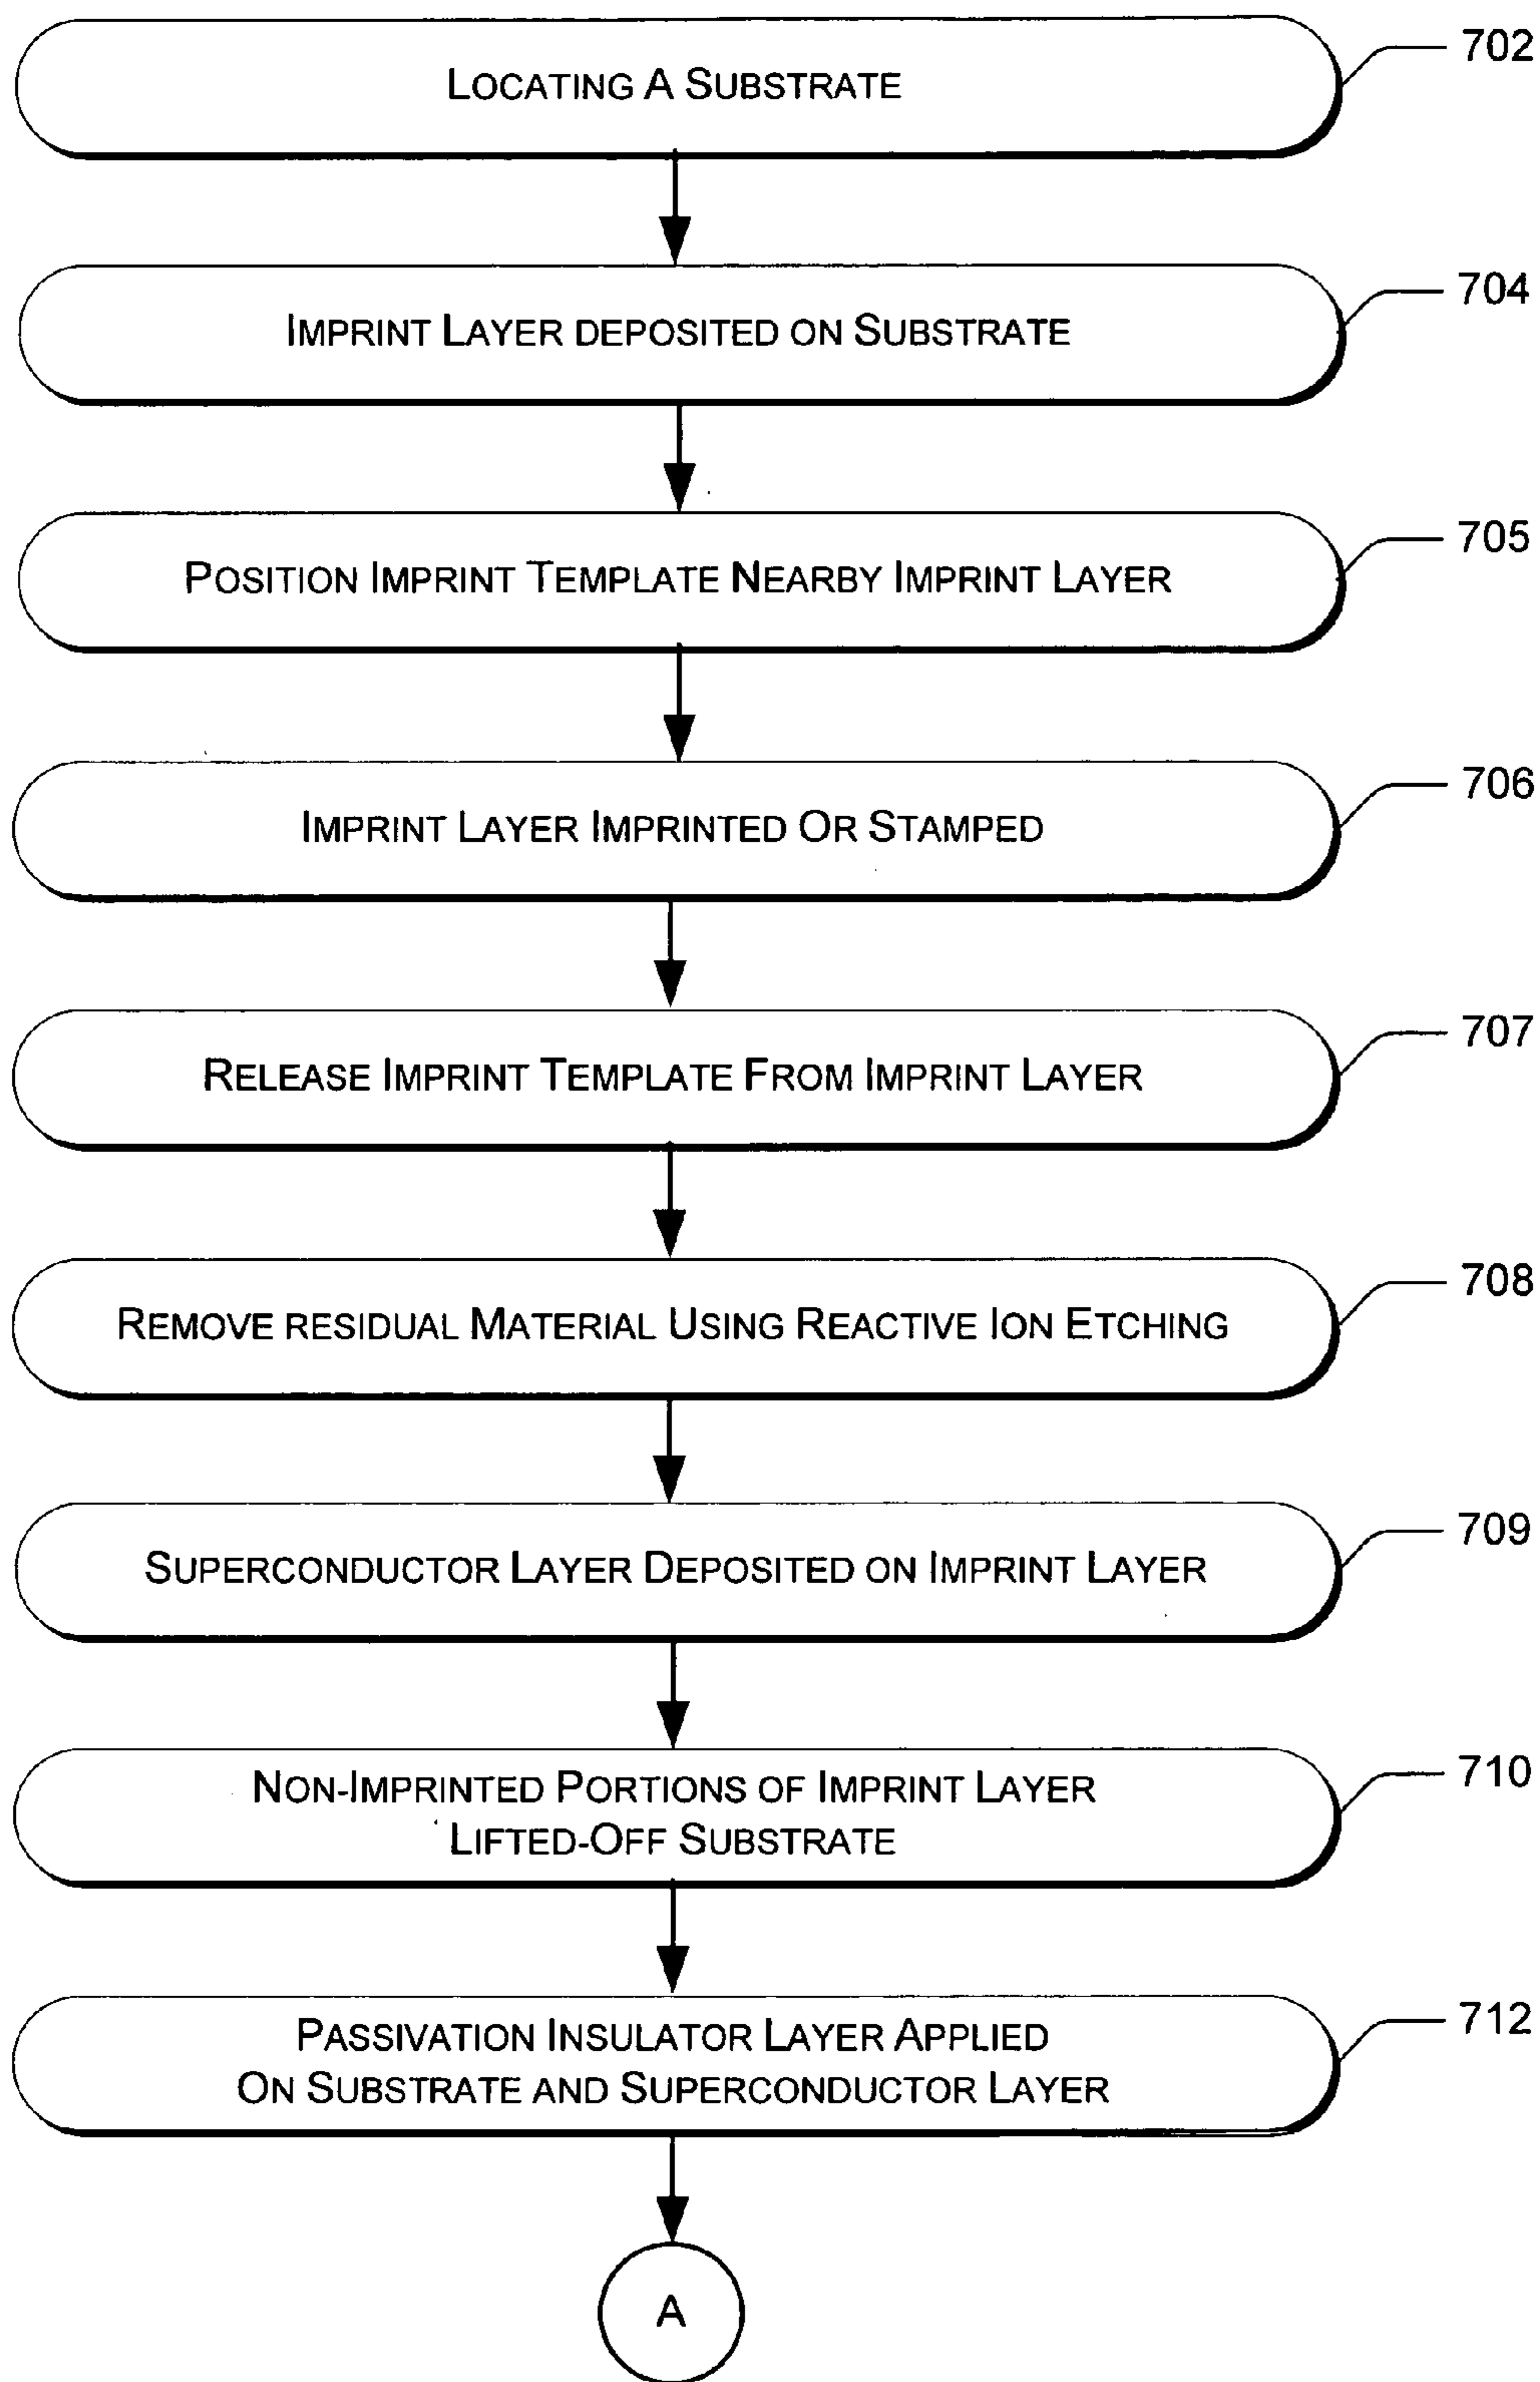 LOCATING A SUBSTRATE
702
IMPRINT LAYER DEPOSITED ON SUBSTRATE
704
POSITION IMPRINT TEMPLATE NEARBY IMPRINT LAYER
705
IMPRINT LAYER IMPRINTED OR STAMPED
706
RELEASE IMPRINT TEMPLATE FROM IMPRINT LAYER
707
REMOVE RESIDUAL MATERIAL USING REACTIVE ION ETCHING
708
SUPERCONDUCTOR LAYER DEPOSITED ON IMPRINT LAYER
709
NON-IMPRINTED PORTIONS OF IMPRINT LAYER
LIFTED-OFF SUBSTRATE
710
PASSIVATION INSULATOR LAYER APPLIED
ON SUBSTRATE AND SUPERCONDUCTOR LAYER
712
A